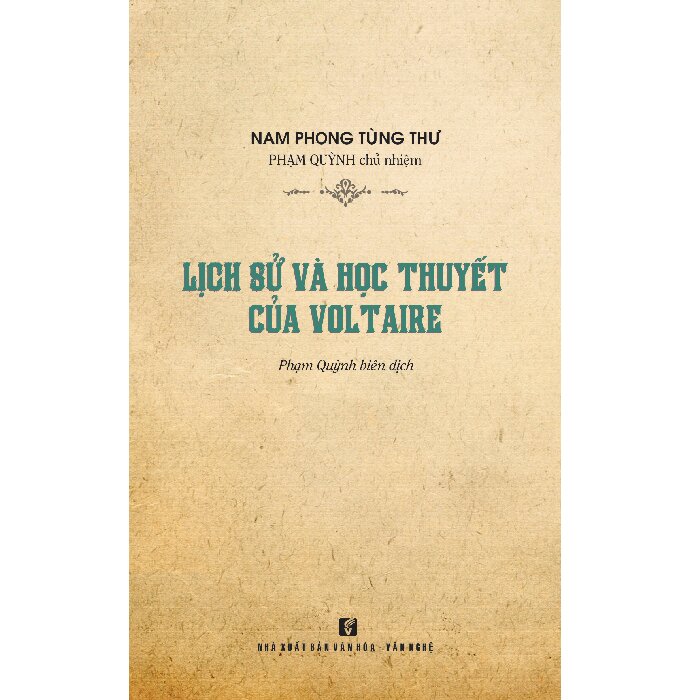 NAM PHONG TÙNG THƯ
PHẠM QUỲNH chủ nhiệm
LỊCH SỬ VÀ HỌC THUYẾT
CỦA VOLTAIRE
Phạm Quỳnh biên dịch
NHÀ XUẤT BẢN VĂN HÓA - VĂN NGHỆ